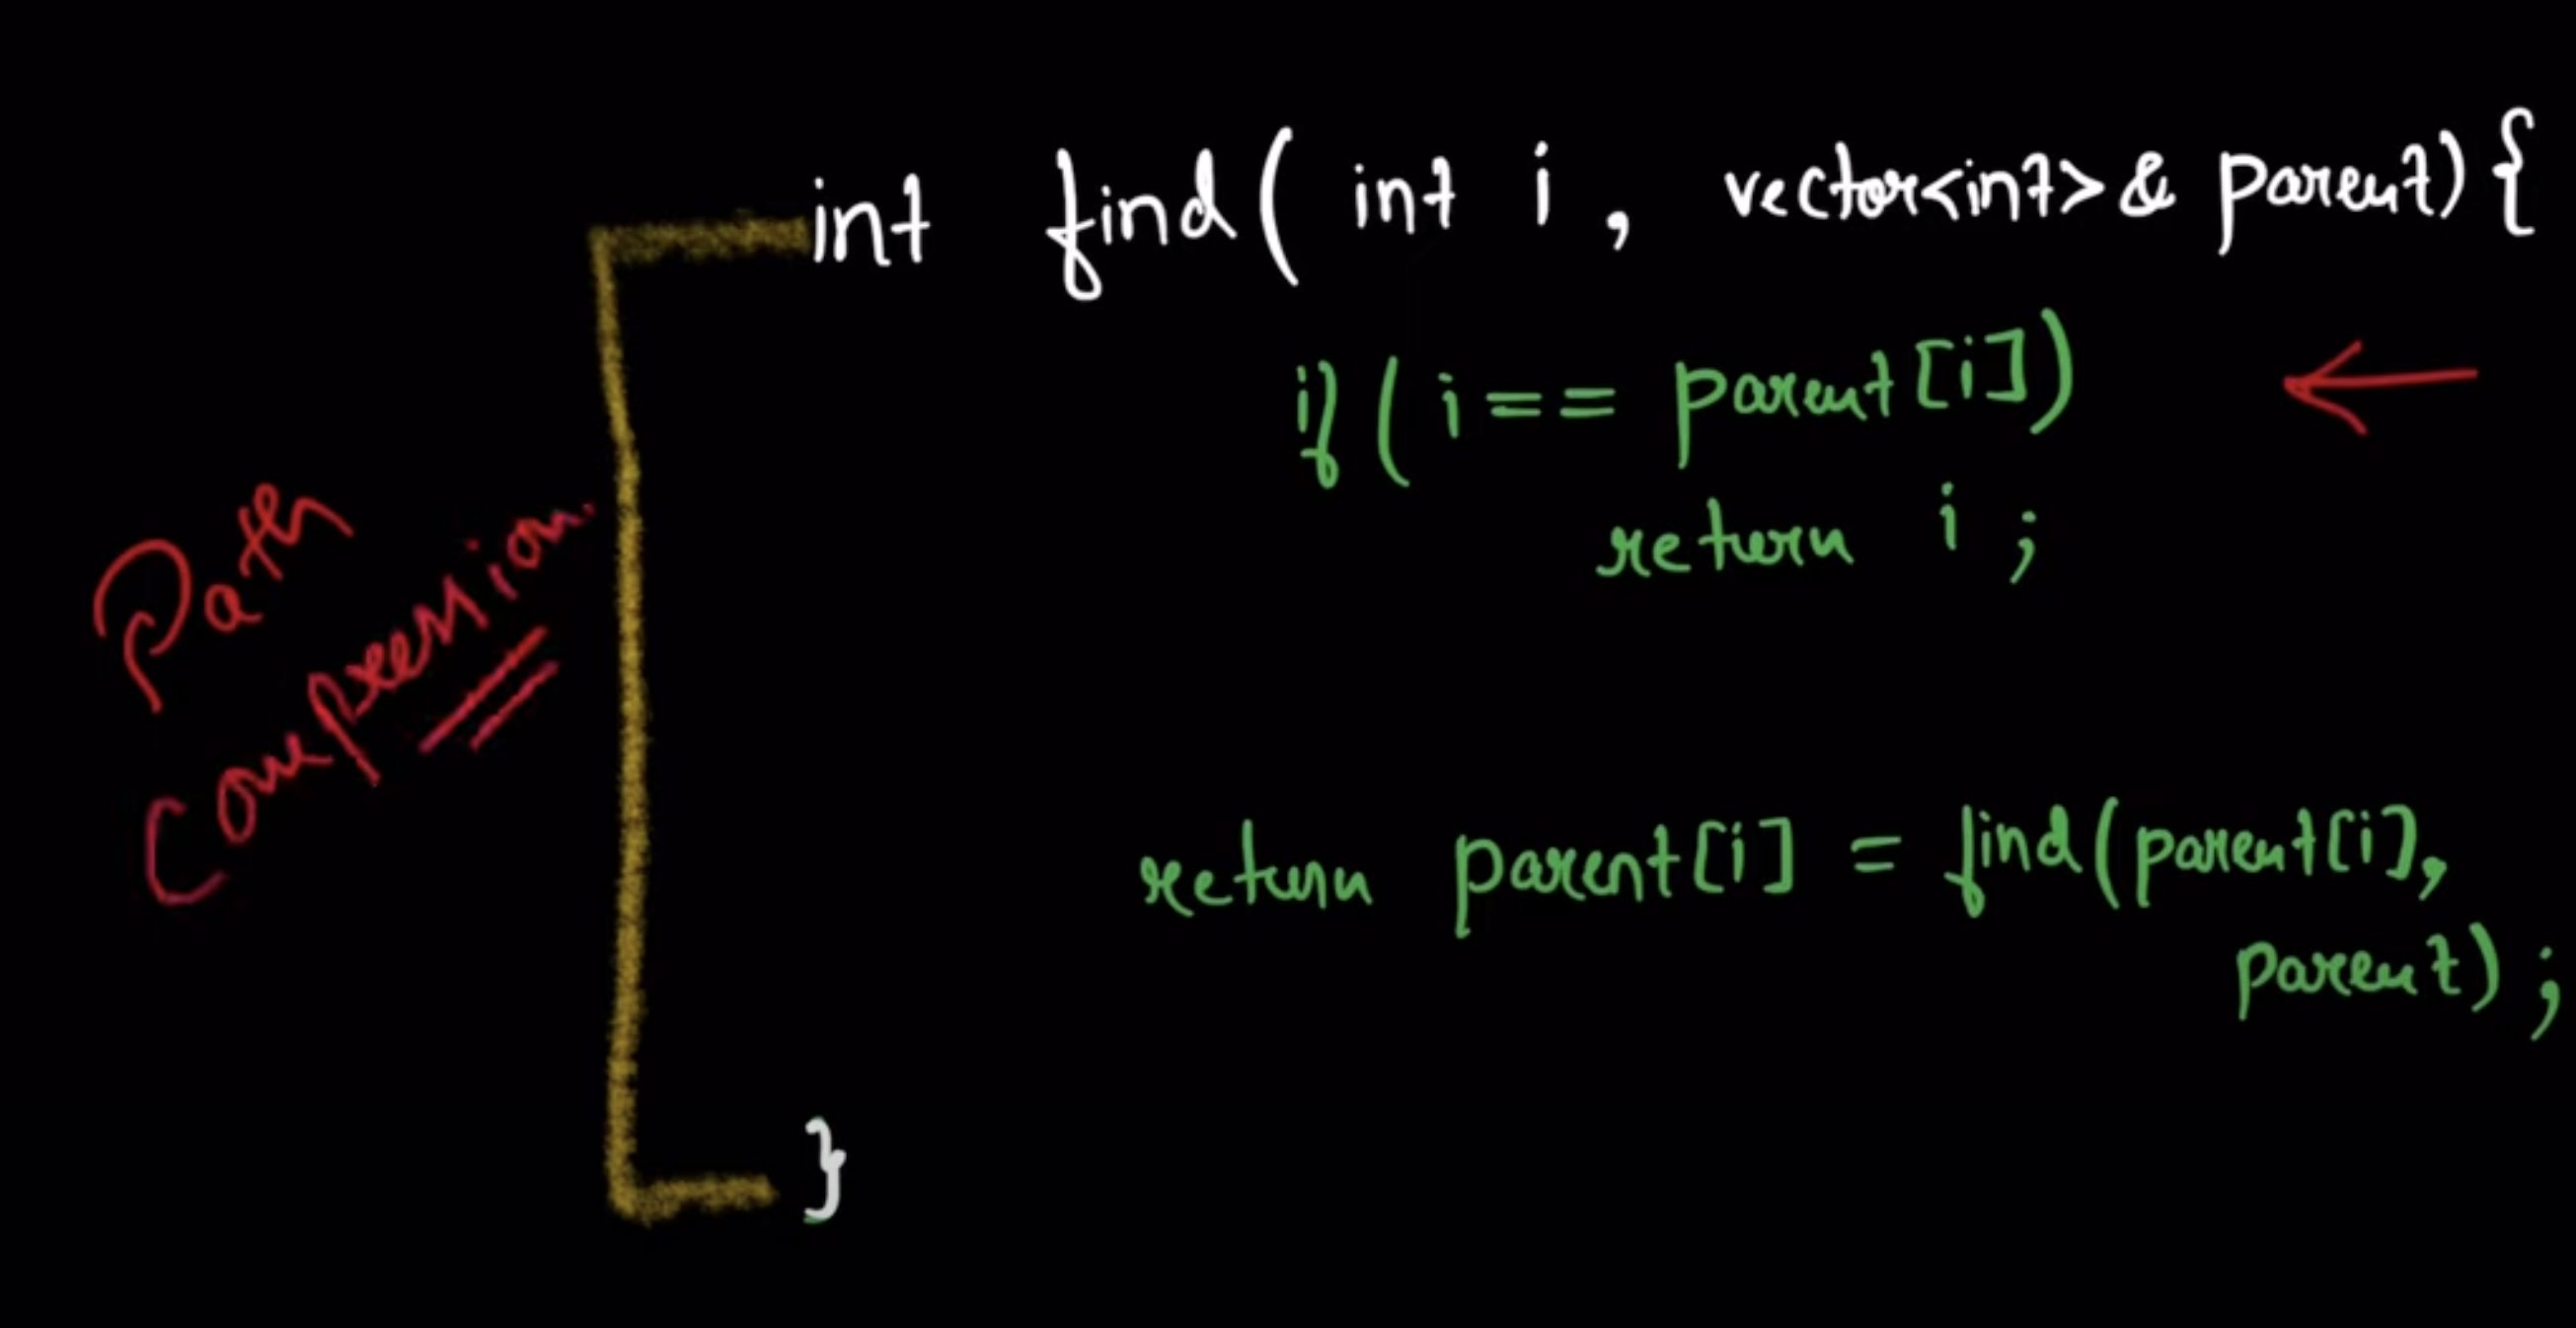 int find( int i , vector<int>& parent){
if( i == parent[i])
return i ;
Path
Compression
return parent[i] = find(parent[i],
parent) ;
}